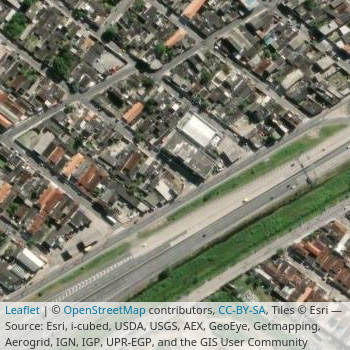 Leaflet | © OpenStreetMap contributors, CC-BY-SA, Tiles © Esri —
Source: Esri, i-cubed, USDA, USGS, AEX, GeoEye, Getmapping,
Aerogrid, IGN, IGP, UPR-EGP, and the GIS User Community